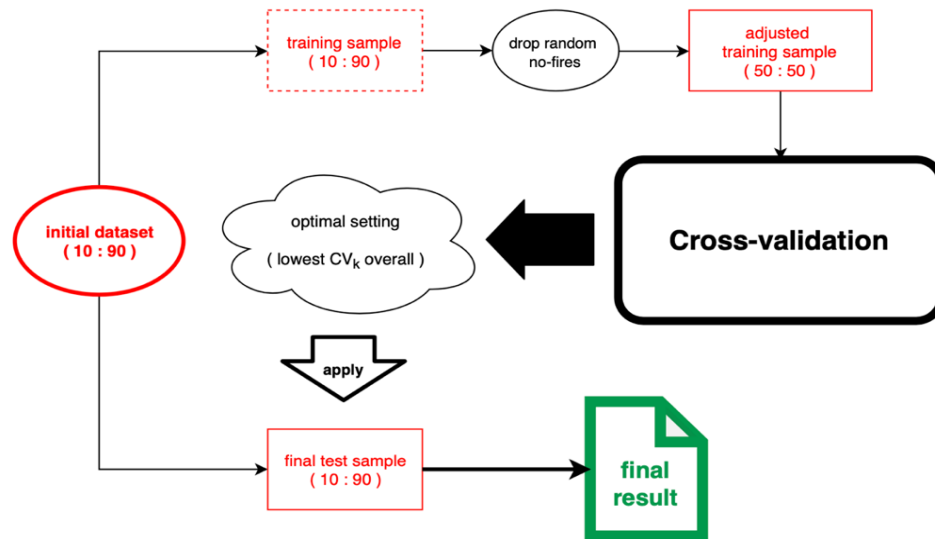 training sample
( 10 : 90 )
drop random
no-fires
adjusted
training sample
( 50 : 50 )
initial dataset
( 10 : 90 )
optimal setting
( lowest CVk overall )
Cross-validation
apply
final test sample
( 10 : 90 )
final
result